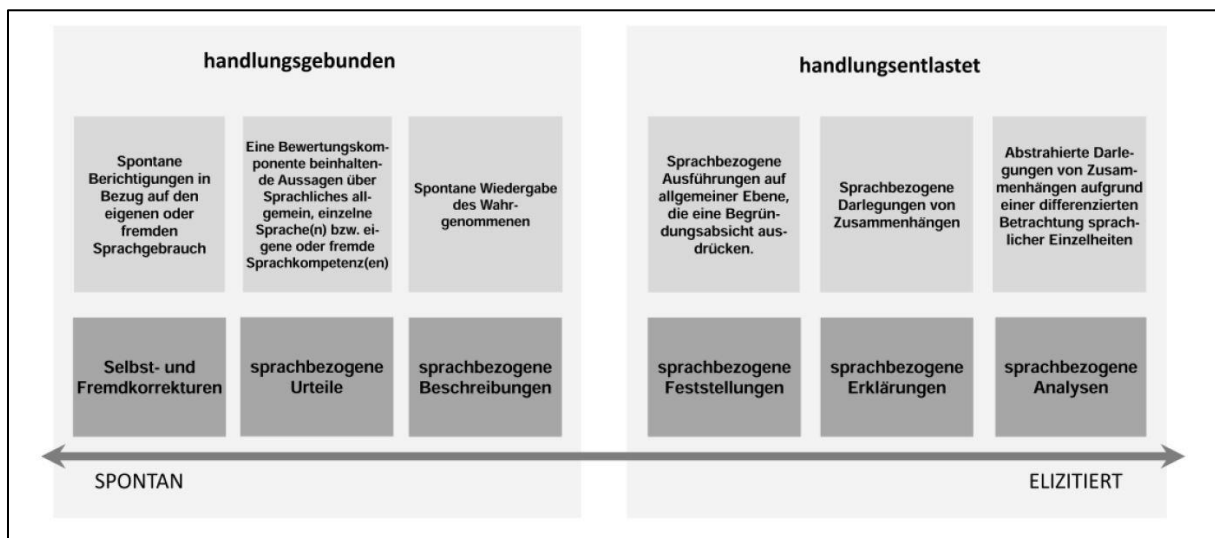 handlungsgebunden
Spontane
Berichtigungen in
Bezug auf den
eigenen oder
fremden
Sprachgebrauch
Eine Bewertungskom-
ponente beinhalten-
de Aussagen über
Sprachliches all-
gemein, einzelne
Sprache(n) bzw. ei-
gene oder fremde
Sprachkompetenz(en)
Spontane Wiedergabe
des Wahr-
genommenen
Selbst- und
Fremdkorrekturen
sprachbezogene
Urteile
sprachbezogene
Beschreibungen
handlungsentlastet
Sprachbezogene
Ausführungen auf
allgemeiner Ebene,
die eine Begrün-
dungsabsicht aus-
drücken.
Sprachbezogene
Darlegungen von
Zusammenhängen
Abstrahierte Darle-
gungen von Zusam-
menhängen aufgrund
einer differenzierten
Betrachtung sprach-
licher Einzelheiten
sprachbezogene
Feststellungen
sprachbezogene
Erklärungen
sprachbezogene
Analysen
SPONTAN
ELIZITIERT